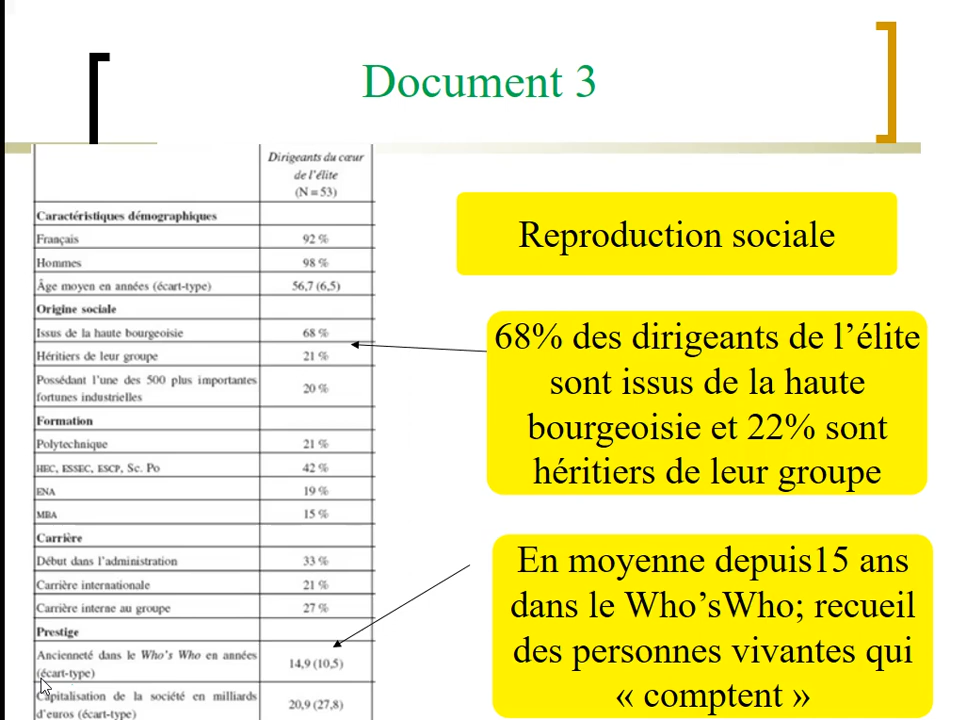 Document 3
Dirigeants du cœur
de l'élite
(N = 53)
Caractéristiques démographiques
Français 92 %
Hommes 98 %
Âge moyen en années (écart-type) 56,7 (6,5)
Origine sociale
Issus de la haute bourgeoisie 68 %
Héritiers de leur groupe 21 %
Possédant l'une des 500 plus importantes
fortunes industrielles 20 %
Formation
Polytechnique 21 %
HEC, ESSEC, ESCP, Sc. Po 42 %
ENA 19 %
MBA 15 %
Carrière
Début dans l'administration 33 %
Carrière internationale 21 %
Carrière interne au groupe 27 %
Prestige
Ancienneté dans le Who's Who en années
(écart-type) 14,9 (10,5)
Capitalisation de la société en milliards
d'euros (écart-type) 20,9 (27,8)
Reproduction sociale
68% des dirigeants de l’élite
sont issus de la haute
bourgeoisie et 22% sont
héritiers de leur groupe
En moyenne depuis15 ans
dans le Who’sWho; recueil
des personnes vivantes qui
« comptent »